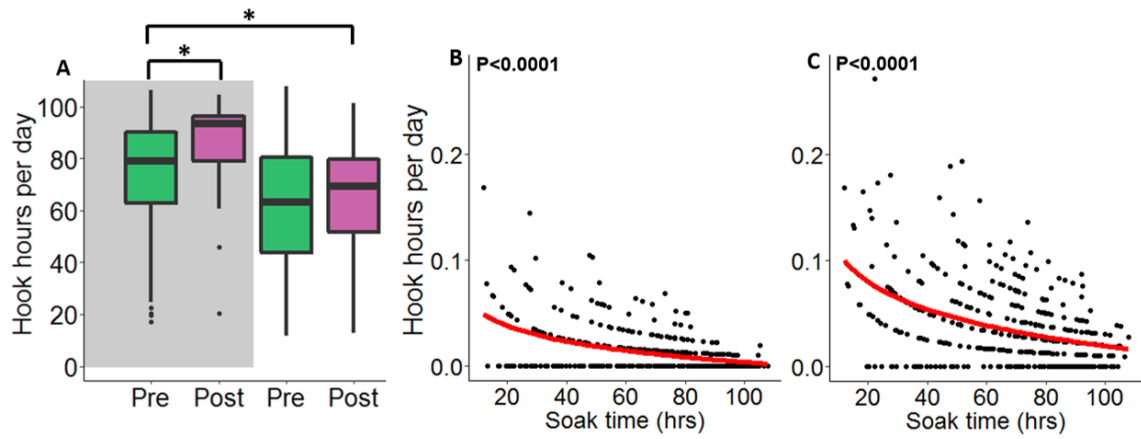 *
*
A
Hook hours per day
100
80
60
40
20
0
Pre Post Pre Post
B
P<0.0001
Hook hours per day
0.2
0.1
0.0
20 40 60 80 100
Soak time (hrs)
C
P<0.0001
0.2
0.1
0.0
20 40 60 80 100
Soak time (hrs)